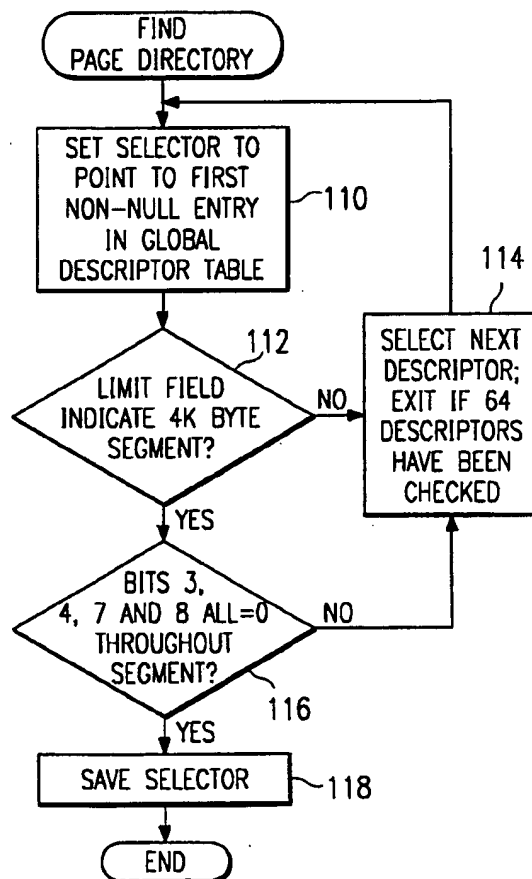 FIND
PAGE DIRECTORY
SET SELECTOR TO
POINT TO FIRST
NON-NULL ENTRY
IN GLOBAL
DESCRIPTOR TABLE
110
112
LIMIT FIELD
INDICATE 4K BYTE
SEGMENT?
NO
YES
114
SELECT NEXT
DESCRIPTOR;
EXIT IF 64
DESCRIPTORS
HAVE BEEN
CHECKED
BITS 3,
4, 7 AND 8 ALL=0
THROUGHOUT
SEGMENT?
NO
116
YES
SAVE SELECTOR
118
END